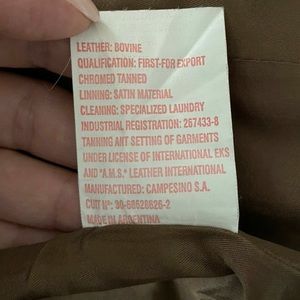 LEATHER: BOVINE
QUALIFICATION: FIRST-FOR EXPORT
CHROMED TANNED
LINNING: SATIN MATERIAL
CLEANING: SPECIALIZED LAUNDRY
INDUSTRIAL REGISTRATION: 267433-8
TANNING ANT SETTING OF GARMENTS
UNDER LICENSE OF INTERNATIONAL EKS
AND "A.M.S." LEATHER INTERNATIONAL
MANUFACTURED: CAMPESINO S.A.
CUIT Nº: 30-60528626-2
MADE IN ARGENTINA